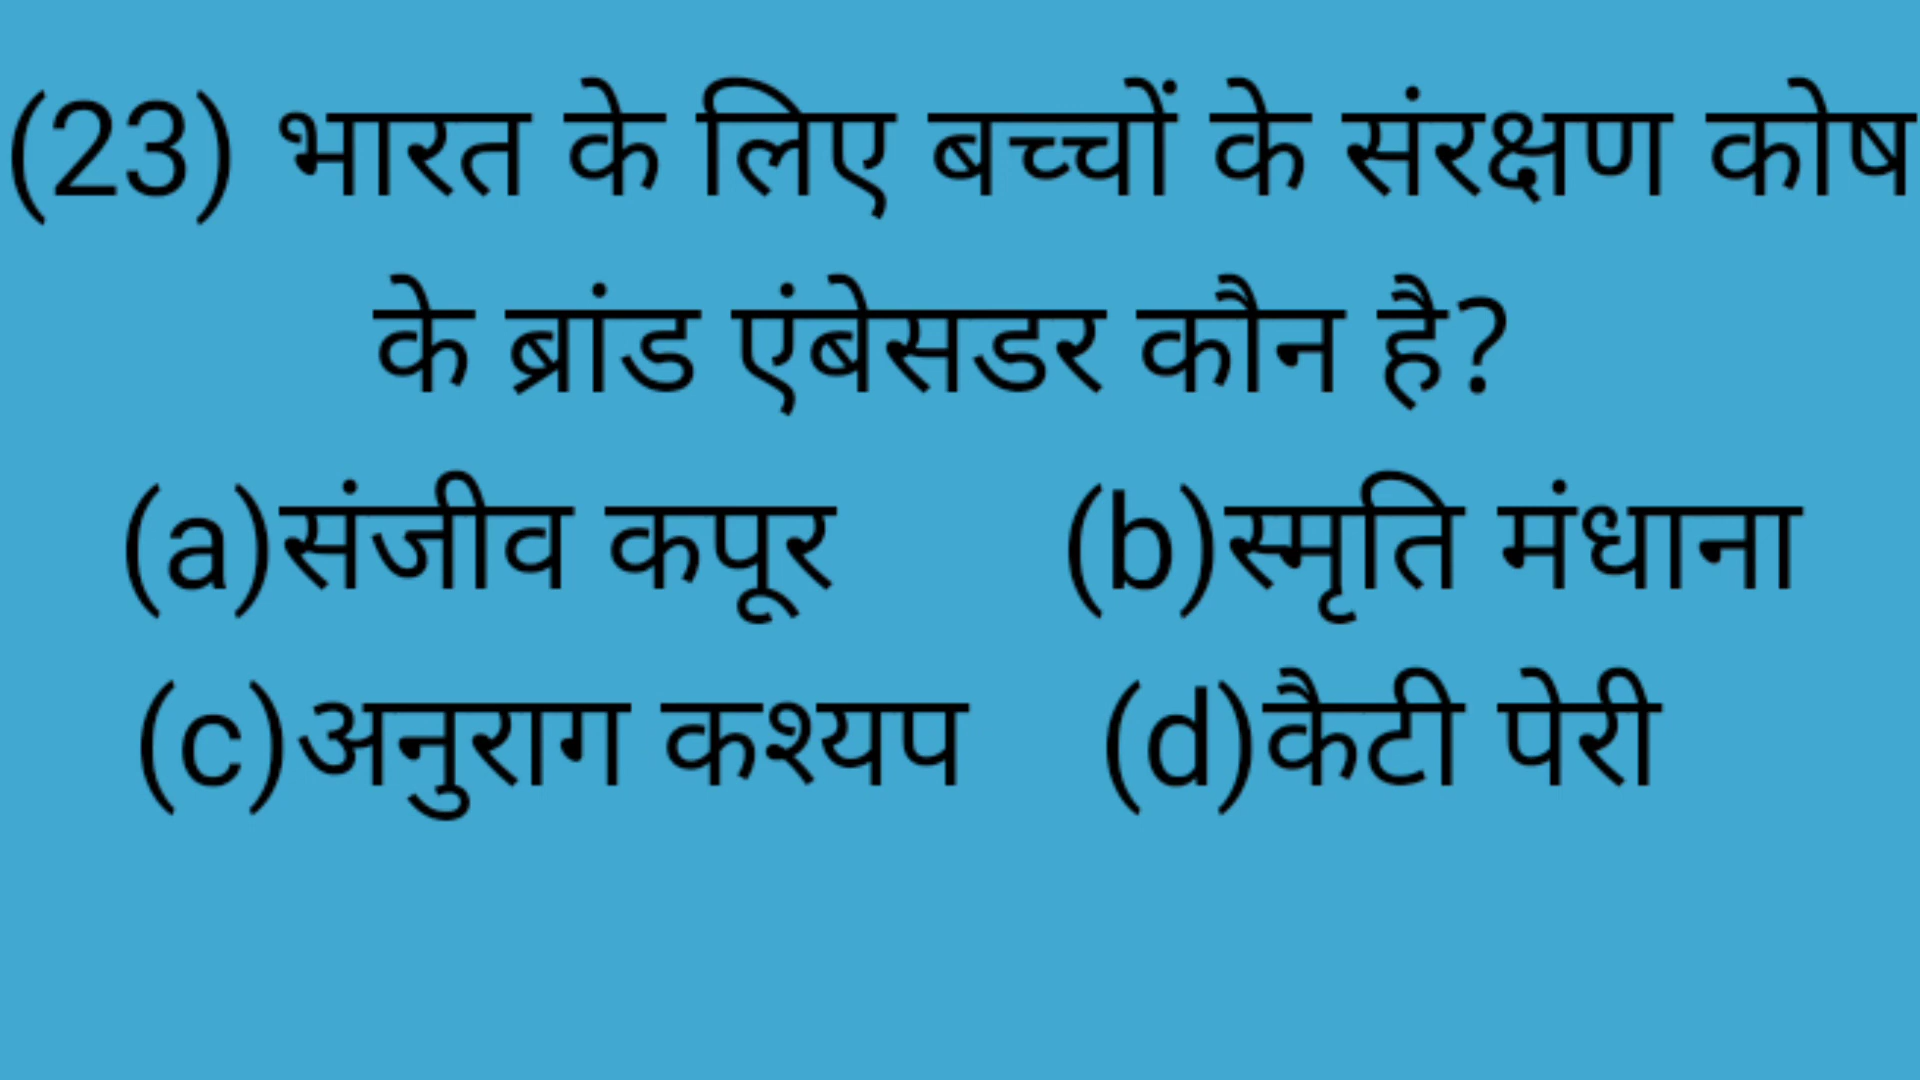 (23) भारत के लिए बच्चों के संरक्षण कोष
के ब्रांड एंबेसडर कौन है?
(a)संजीव कपूर (b)स्मृति मंधाना
(c)अनुराग कश्यप (d)कैटी पेरी